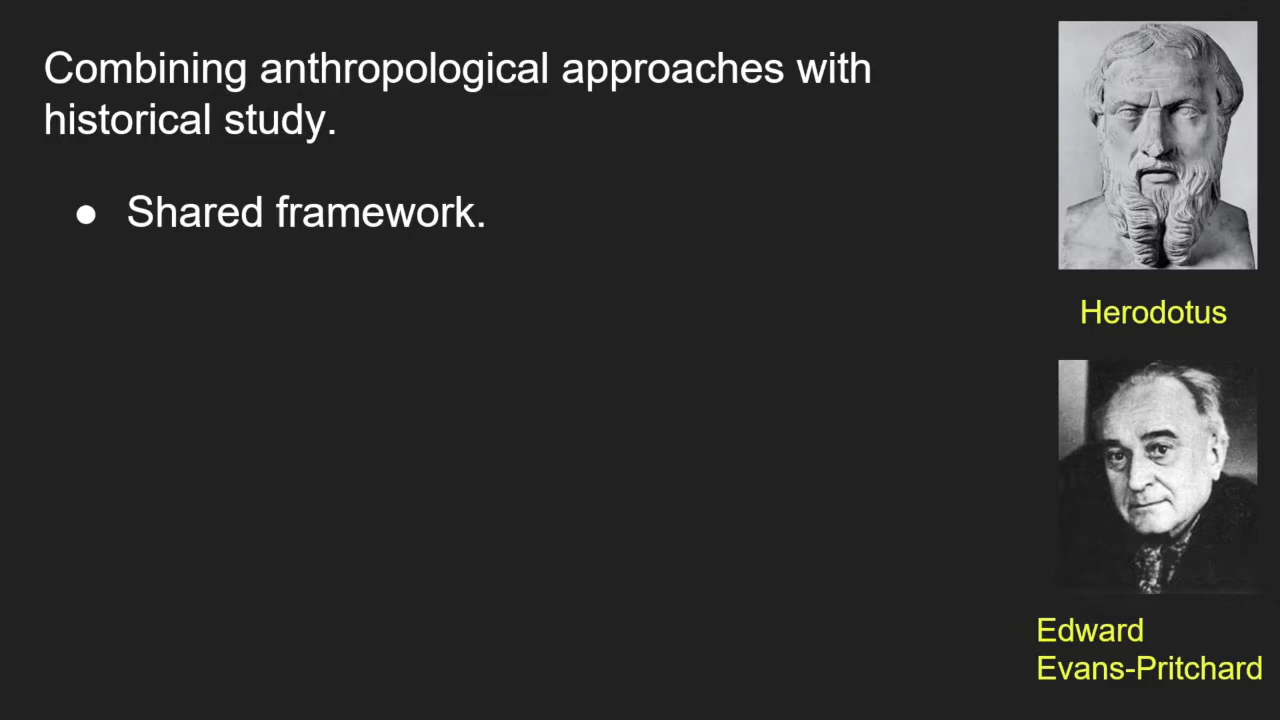 Combining anthropological approaches with
historical study.
● Shared framework.
Herodotus
Edward
Evans-Pritchard